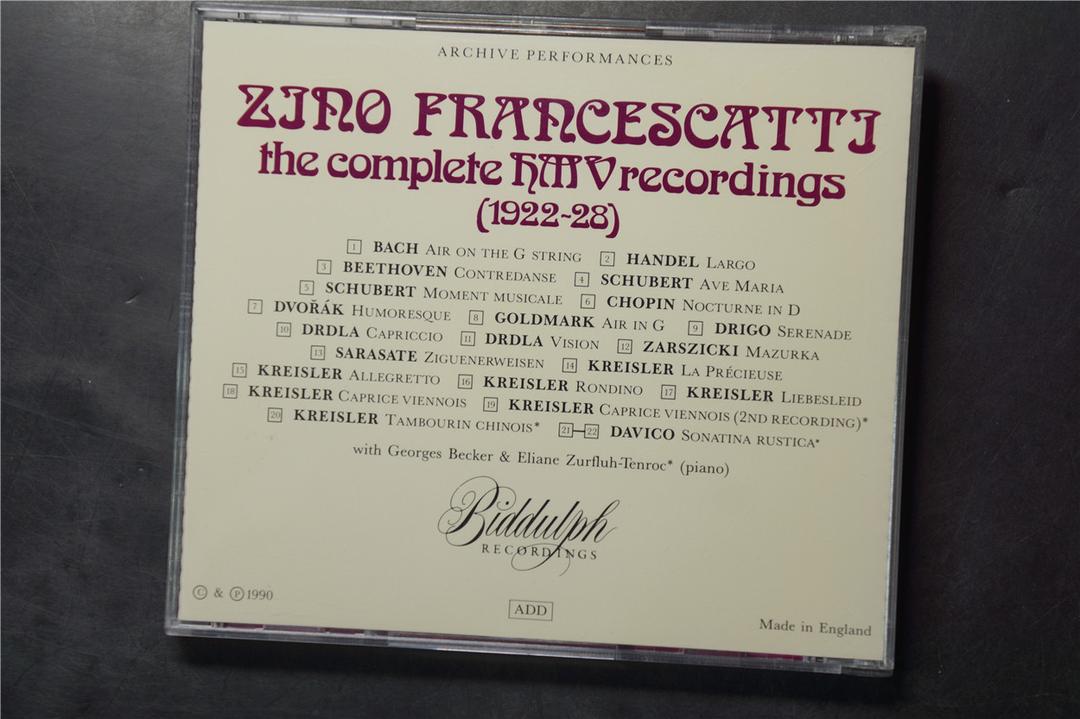 ARCHIVE PERFORMANCES
ZINO FRANCESCATTI
the complete HMV recordings
(1922-28)
1 BACH AIR ON THE G STRING 2 HANDEL LARGO
3 BEETHOVEN CONTREDANSE 4 SCHUBERT AVE MARIA
5 SCHUBERT MOMENT MUSICALE 6 CHOPIN NOCTURNE IN D
7 DVOŘÁK HUMORESQUE 8 GOLDMARK AIR IN G 9 DRIGO SERENADE
10 DRDLA CAPRICCIO 11 DRDLA VISION 12 ZARSZICKI MAZURKA
13 SARASATE ZIGUENERWEISEN 14 KREISLER LA PRÉCIEUSE
15 KREISLER ALLEGRETTO 16 KREISLER RONDINO 17 KREISLER LIEBESLEID
18 KREISLER CAPRICE VIENNOIS 19 KREISLER CAPRICE VIENNOIS (2ND RECORDING)*
20 KREISLER TAMBOURIN CHINOIS* 21-22 DAVICO SONATINA RUSTICA*
with Georges Becker & Eliane Zurfluh-Tenroc* (piano)
Biddulph
RECORDINGS
© & ℗ 1990
ADD
Made in England